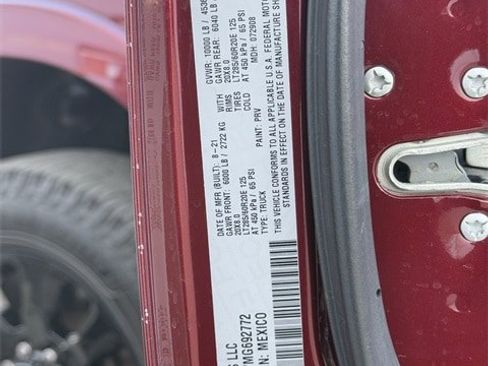 DATE OF MFR (BUILT): 8-21 GVWR: 10000 LB / 4536
GAWR FRONT: 6000 LB / 2722 KG WITH GAWR REAR: 6040 LB
20X8.0 RIMS 20X8.0
LT285/60R20E 125 TIRES LT285/60R20E 125
AT 450 kPa / 65 PSI COLD AT 450 kPa / 65 PSI
TYPE: TRUCK PAINT: PRV MDH: 072908
THIS VEHICLE CONFORMS TO ALL APPLICABLE U.S.A. FEDERAL MOTOR
STANDARDS IN EFFECT ON THE DATE OF MANUFACTURE SH
S LLC
MG692772
N: MEXICO